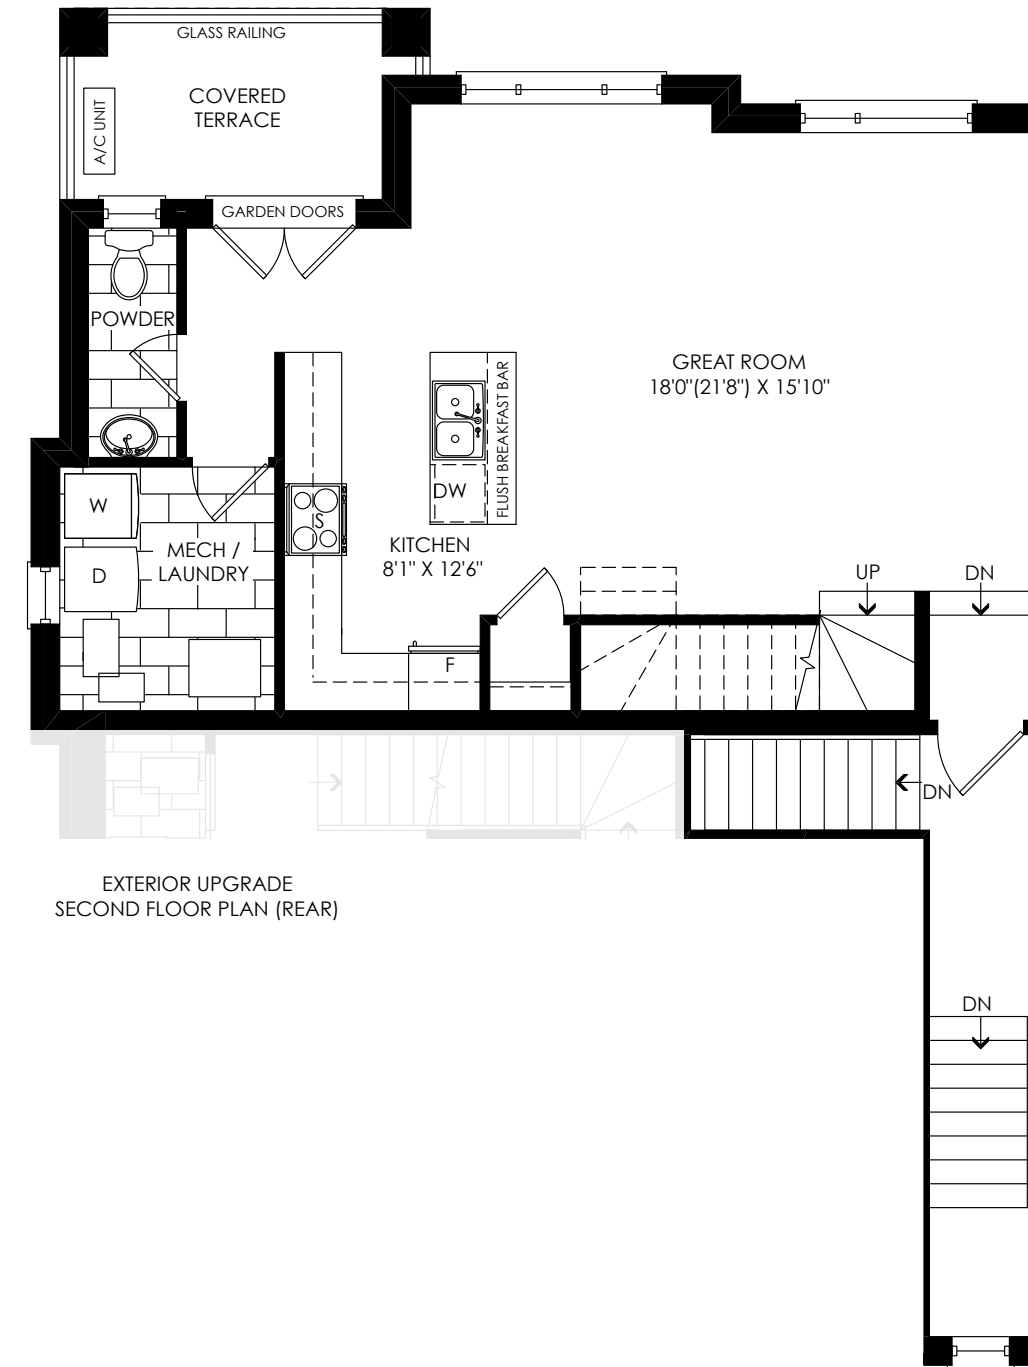 GLASS RAILING
COVERED
TERRACE
A/C UNIT
GARDEN DOORS
POWDER
GREAT ROOM
18'0"(21'8") X 15'10"
FLUSH BREAKFAST BAR
DW
W
S
MECH /
LAUNDRY
KITCHEN
8'1" X 12'6"
D
UP
DN
F
DN
EXTERIOR UPGRADE
SECOND FLOOR PLAN (REAR)
DN